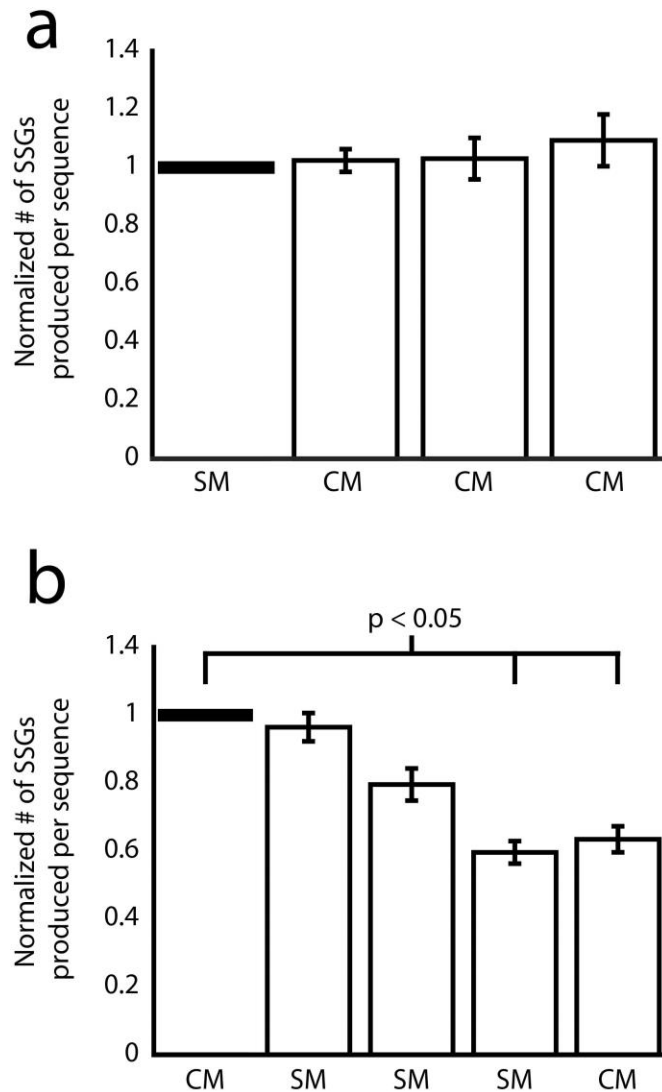 a
Normalized # of SSGs
produced per sequence
1.4
1.2
1
0.8
0.6
0.4
0.2
0
SM CM CM CM
b
p < 0.05
Normalized # of SSGs
produced per sequence
1.4
1
0.8
0.6
0.4
0.2
0
CM SM SM SM CM